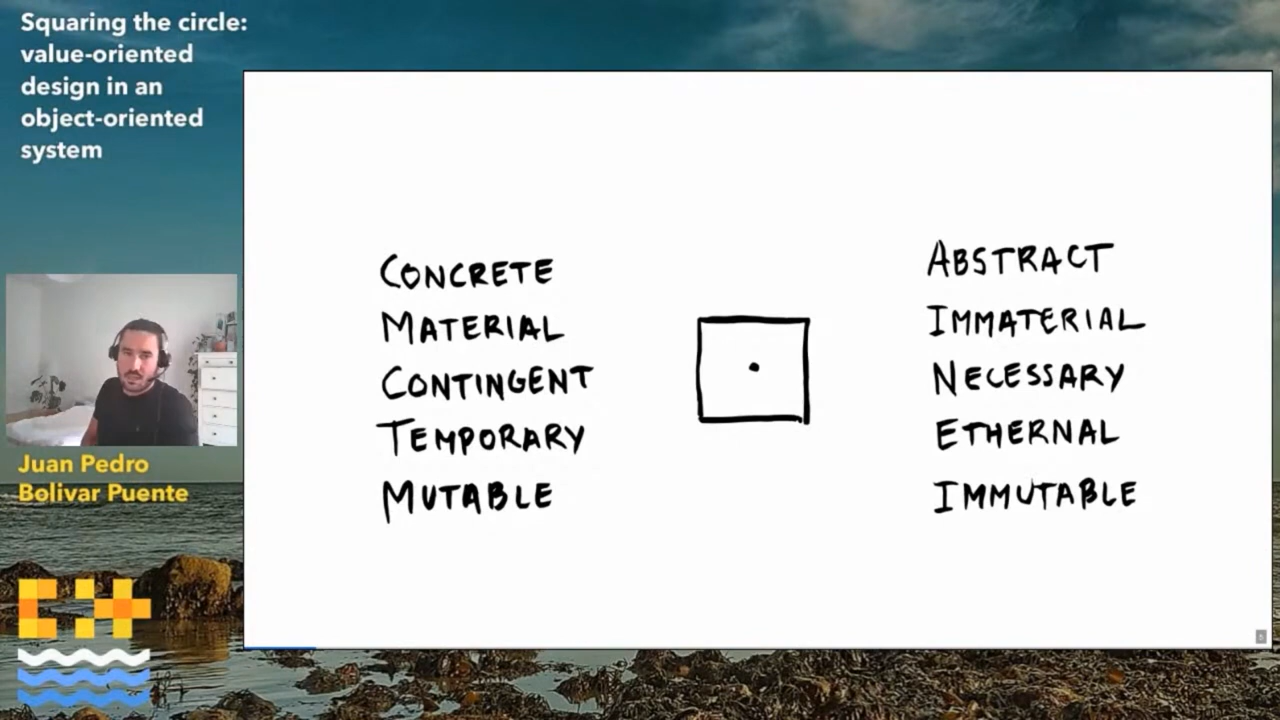 Squaring the circle:
value-oriented
design in an
object-oriented
system
CONCRETE
MATERIAL
CONTINGENT
TEMPORARY
MUTABLE
ABSTRACT
IMMATERIAL
NECESSARY
ETHERNAL
IMMUTABLE
Juan Pedro
Bolivar Puente
C++